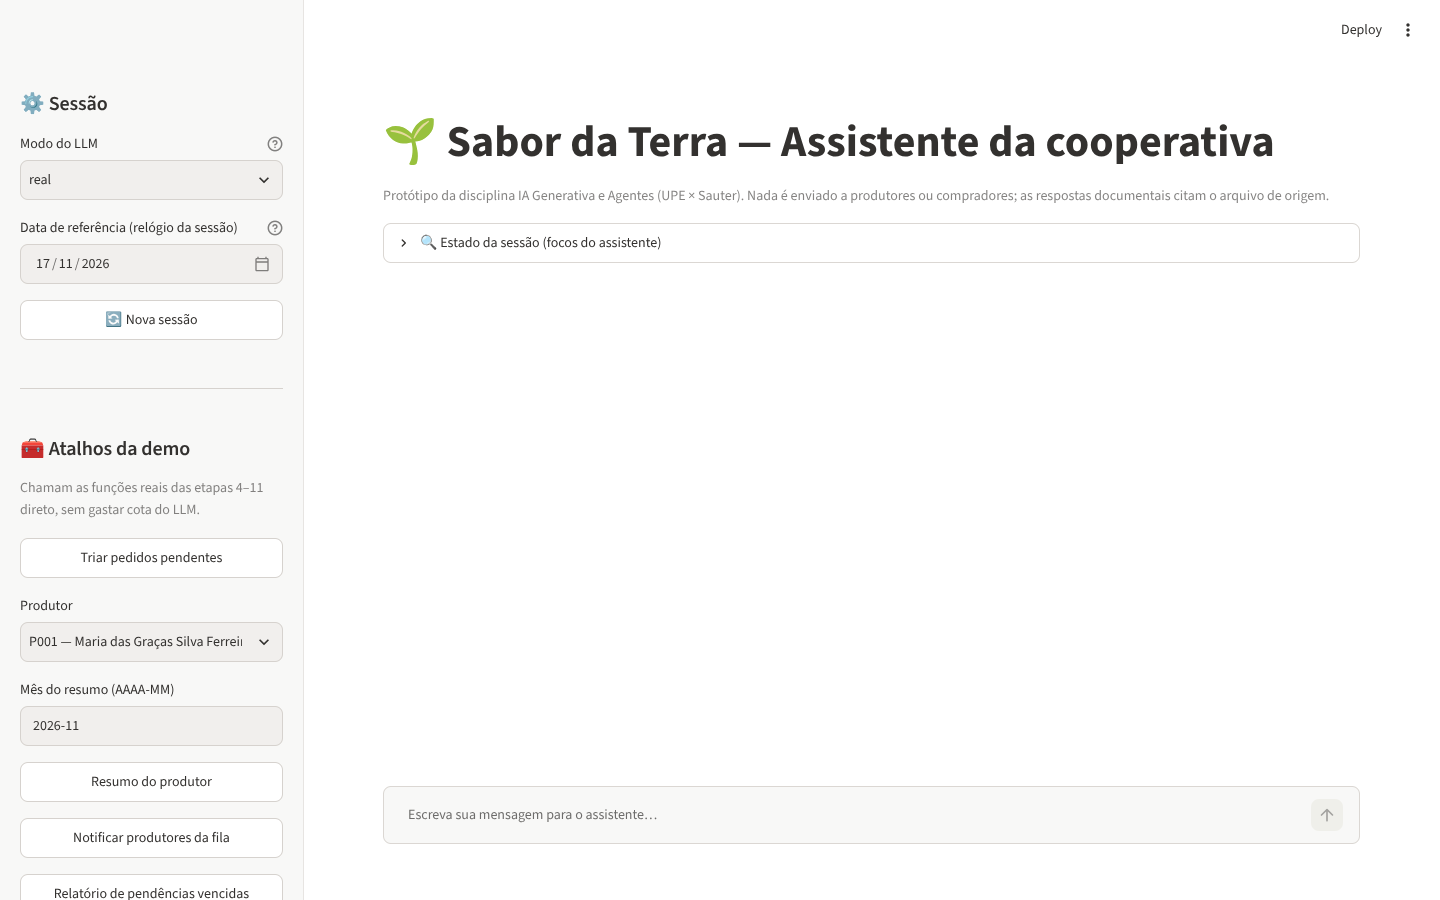 Deploy
Sessão
Modo do LLM
real
Data de referência (relógio da sessão)
17 / 11 / 2026
Nova sessão
Atalhos da demo
Chamam as funções reais das etapas 4–11
direto, sem gastar cota do LLM.
Triar pedidos pendentes
Produtor
P001 — Maria das Graças Silva Ferrei
Mês do resumo (AAAA-MM)
2026-11
Resumo do produtor
Notificar produtores da fila
Relatório de pendências vencidas
Sabor da Terra — Assistente da cooperativa
Protótipo da disciplina IA Generativa e Agentes (UPE × Sauter). Nada é enviado a produtores ou compradores; as respostas documentais citam o arquivo de origem.
Estado da sessão (focos do assistente)
Escreva sua mensagem para o assistente…